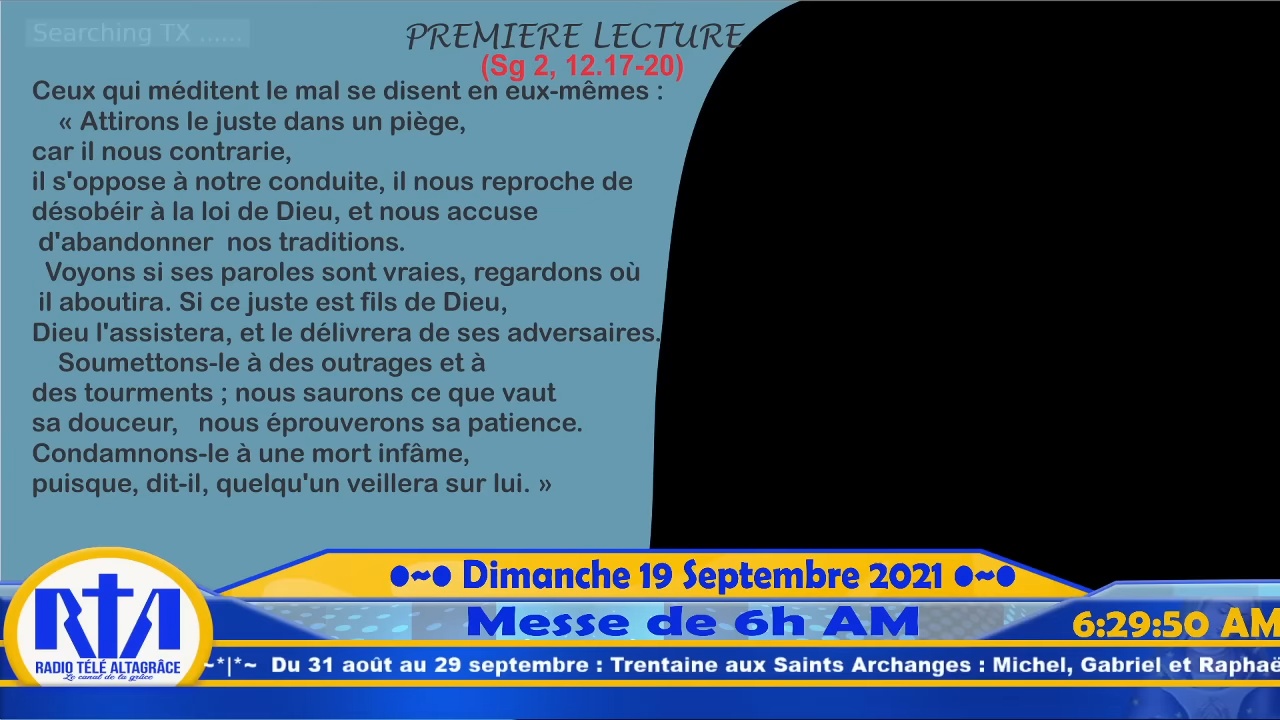 Searching TX ......
PREMIERE LECTURE
(Sg 2, 12.17-20)
Ceux qui méditent le mal se disent en eux-mêmes :
« Attirons le juste dans un piège,
car il nous contrarie,
il s'oppose à notre conduite, il nous reproche de
désobéir à la loi de Dieu, et nous accuse
d'abandonner nos traditions.
Voyons si ses paroles sont vraies, regardons où
il aboutira. Si ce juste est fils de Dieu,
Dieu l'assistera, et le délivrera de ses adversaires.
Soumettons-le à des outrages et à
des tourments ; nous saurons ce que vaut
sa douceur, nous éprouverons sa patience.
Condamnons-le à une mort infâme,
puisque, dit-il, quelqu'un veillera sur lui. »
●~● Dimanche 19 Septembre 2021 ●~●
Messe de 6h AM
6:29:50 AM
RTA
RADIO TÉLÉ ALTAGRÂCE
Le canal de la grâce
~*|*~ Du 31 août au 29 septembre : Trentaine aux Saints Archanges : Michel, Gabriel et Raphaë